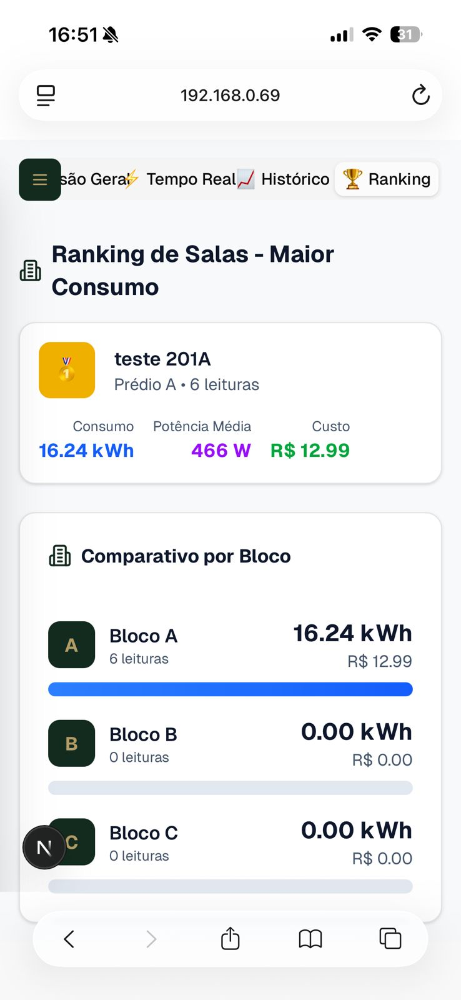 16:51
31
192.168.0.69
são Geral ⚡ Tempo Real 📈 Histórico 🏆 Ranking
Ranking de Salas - Maior
Consumo
1
teste 201A
Prédio A • 6 leituras
Consumo Potência Média Custo
16.24 kWh 466 W R$ 12.99
Comparativo por Bloco
A
Bloco A
16.24 kWh
6 leituras
R$ 12.99
B
Bloco B
0.00 kWh
0 leituras
R$ 0.00
N
C
Bloco C
0.00 kWh
0 leituras
R$ 0.00